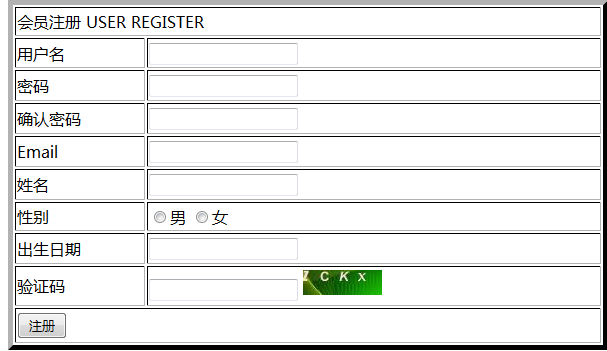 会员注册 USER REGISTER
用户名
密码
确认密码
Email
姓名
性别 男 女
出生日期
验证码 Z C K X
注册